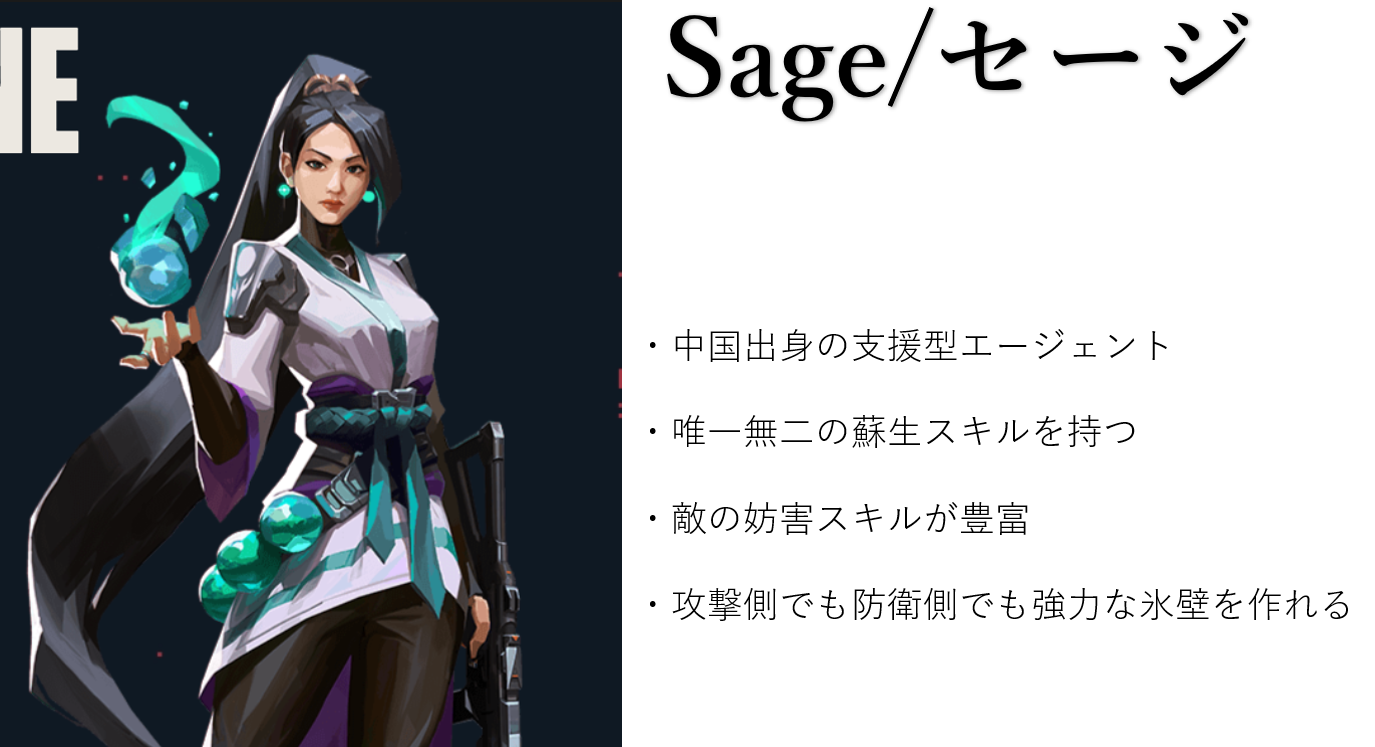 NE
Sage/セージ
・中国出身の支援型エージェント
・唯一無二の蘇生スキルを持つ
・敵の妨害スキルが豊富
・攻撃側でも防衛側でも強力な氷壁を作れる